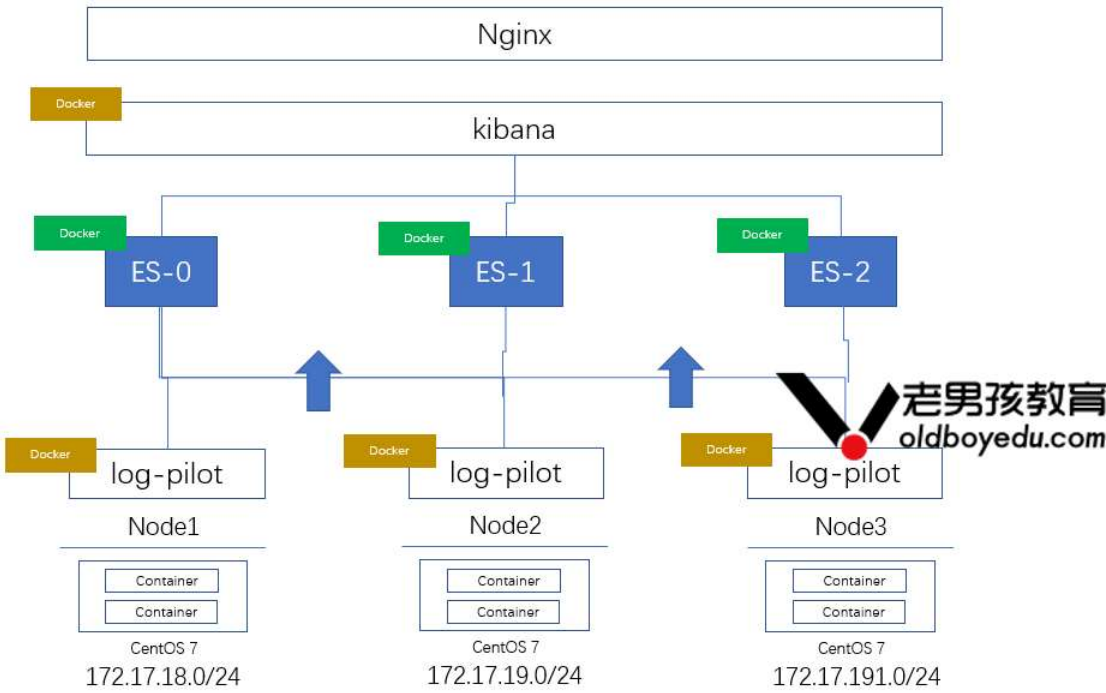 Nginx
Docker
kibana
Docker
Docker
Docker
ES-0
ES-1
ES-2
老男孩教育
oldboyedu.com
Docker
Docker
Docker
log-pilot
log-pilot
log-pilot
Node1
Node2
Node3
Container
Container
Container
Container
Container
Container
CentOS 7
CentOS 7
CentOS 7
172.17.18.0/24
172.17.19.0/24
172.17.191.0/24